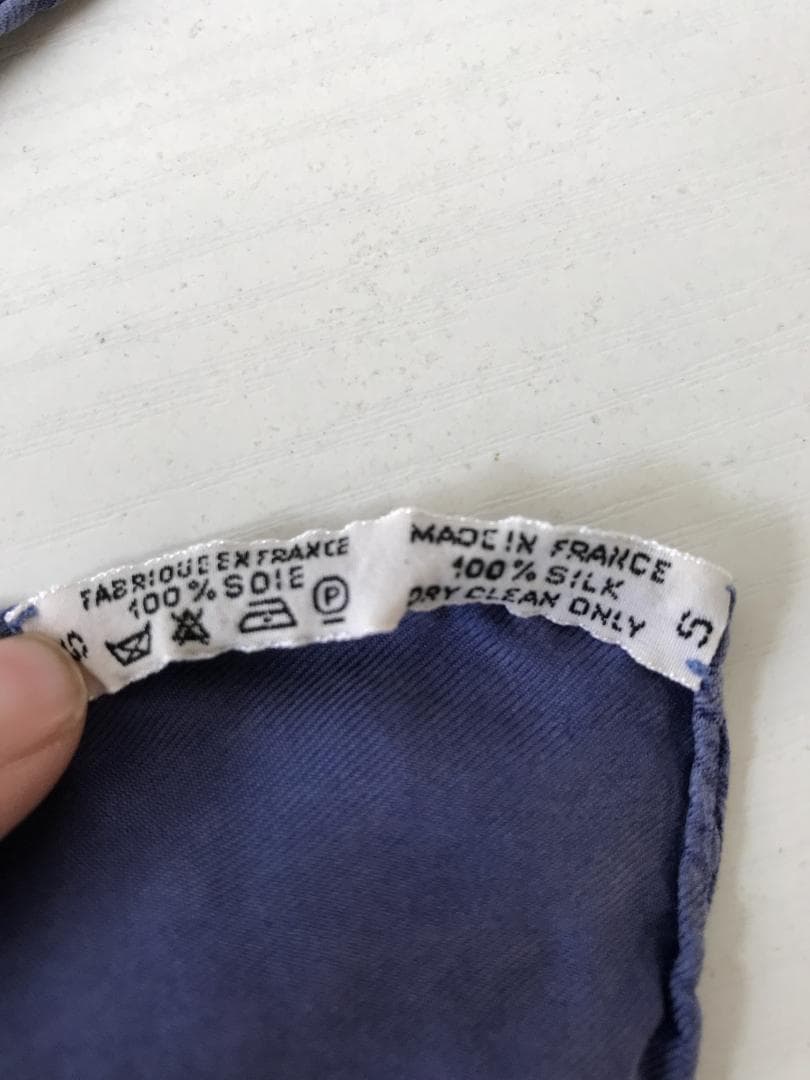 FABRIQUE EN FRANCE
100% SOIE
S
P
MADE IN FRANCE
100% SILK
DRY CLEAN ONLY
S